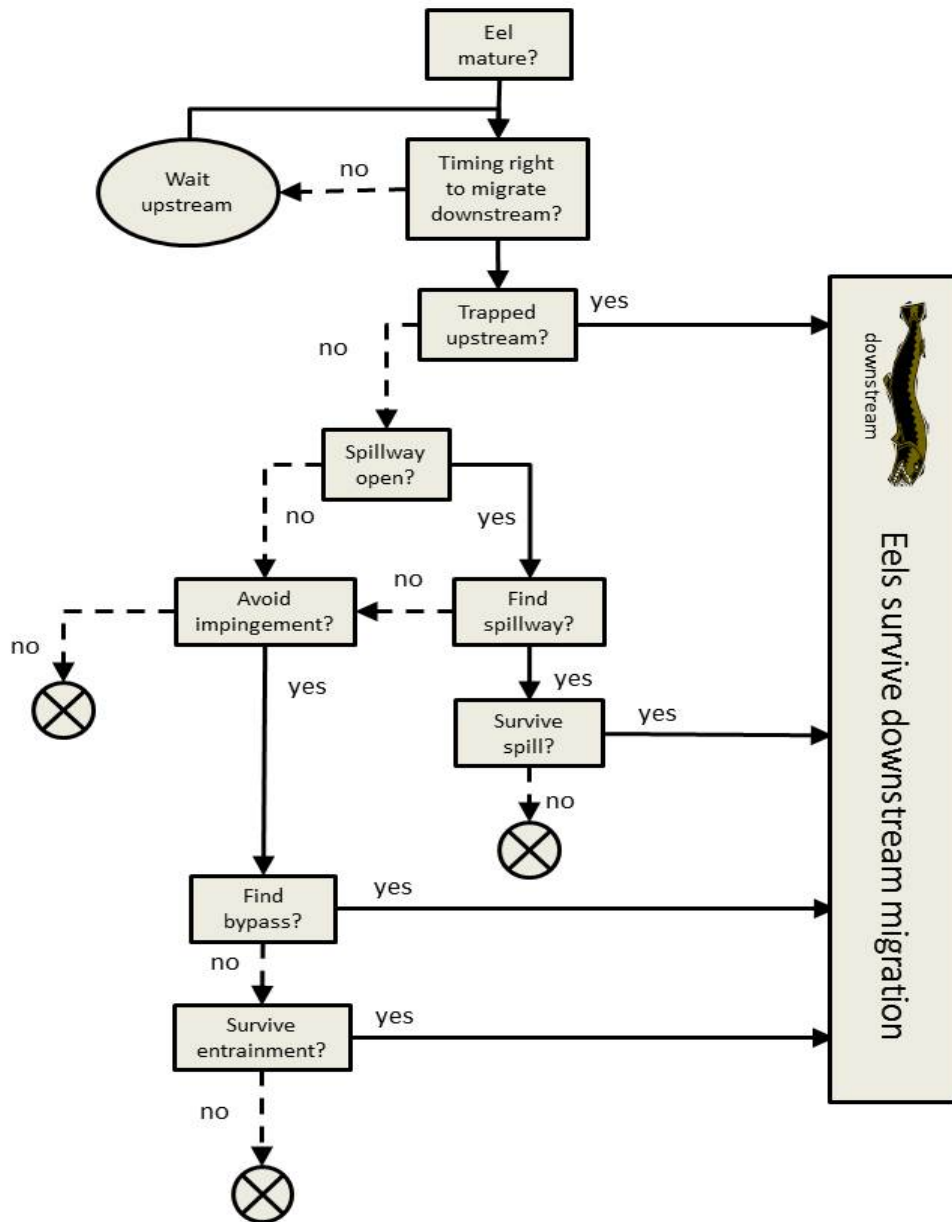 Eel
mature?
Timing right
to migrate
downstream?
no
Wait
upstream
Trapped
upstream?
yes
no
downstream
Spillway
open?
no
yes
Avoid
impingement?
no
Find
spillway?
no
yes
yes
Survive
spill?
yes
no
Find
bypass?
yes
no
Survive
entrainment?
yes
no
Eels survive downstream migration